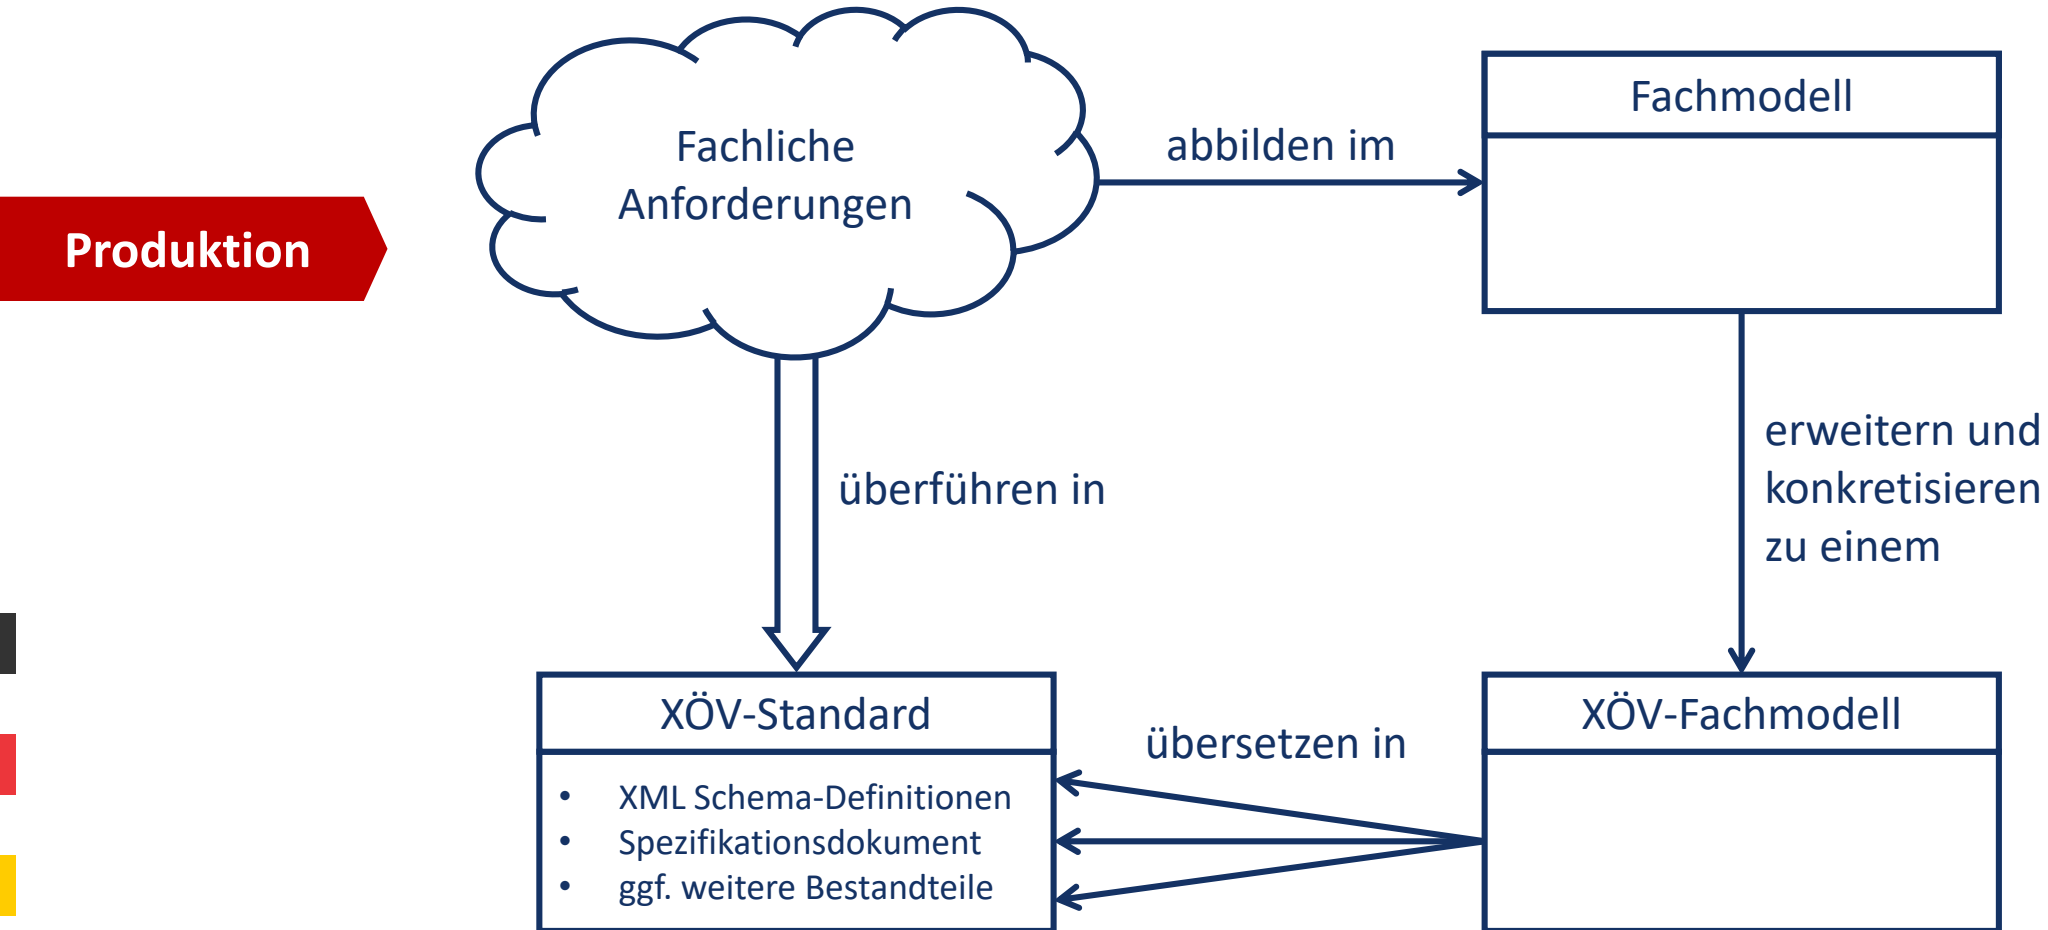 Produktion
Fachliche
Anforderungen
abbilden im
Fachmodell
überführen in
erweitern und
konkretisieren
zu einem
XÖV-Standard
• XML Schema-Definitionen
• Spezifikationsdokument
• ggf. weitere Bestandteile
übersetzen in
XÖV-Fachmodell